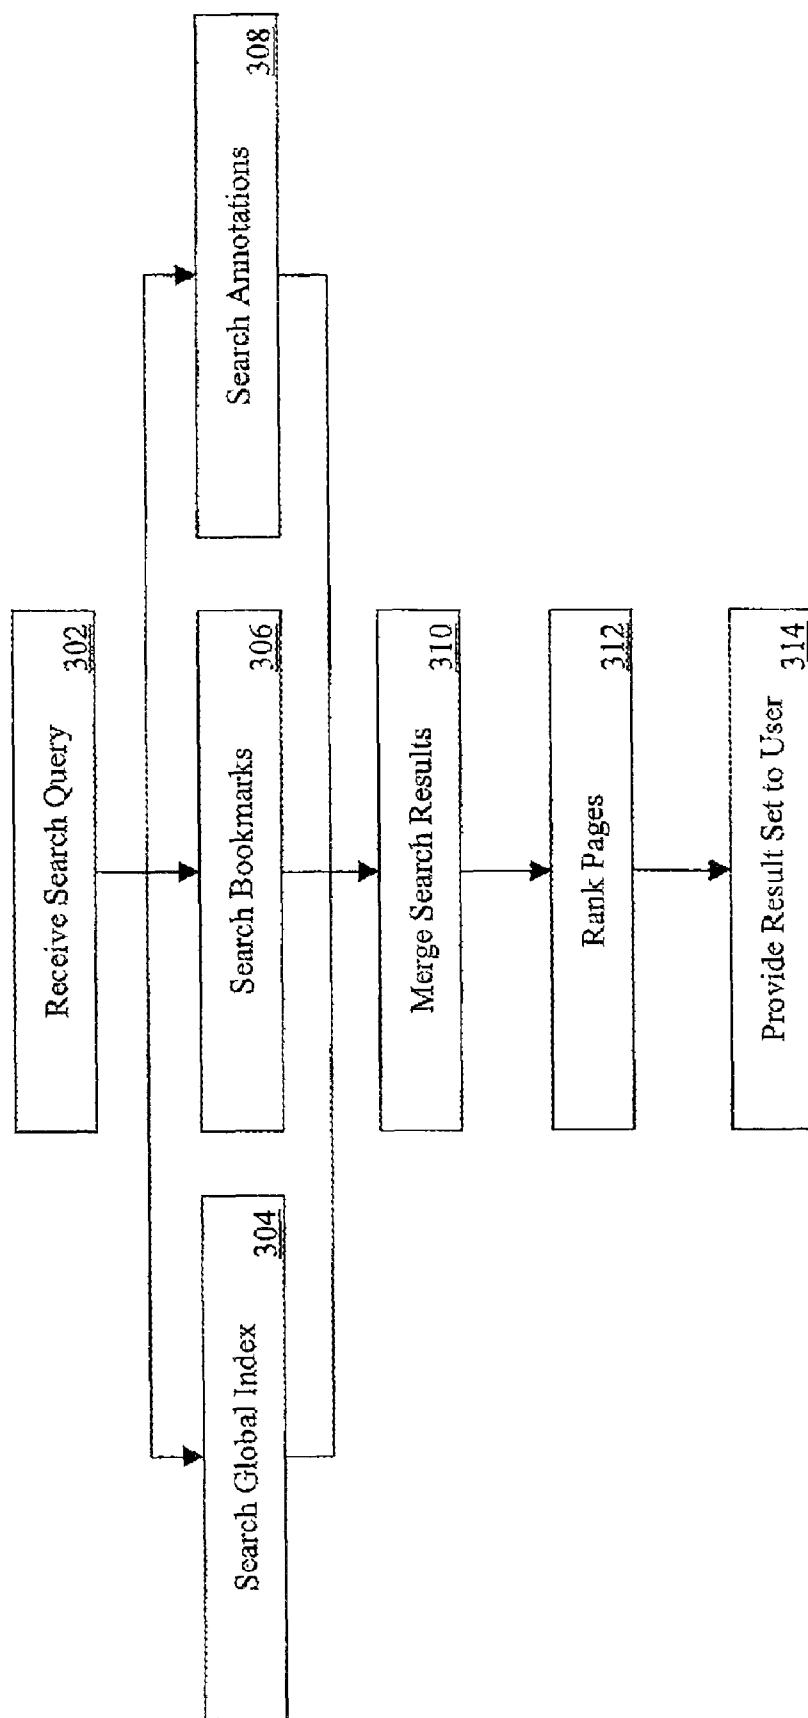 Receive Search Query
302
Search Global Index
304
Search Bookmarks
306
Search Annotations
308
Merge Search Results
310
Rank Pages
312
Provide Result Set to User
314